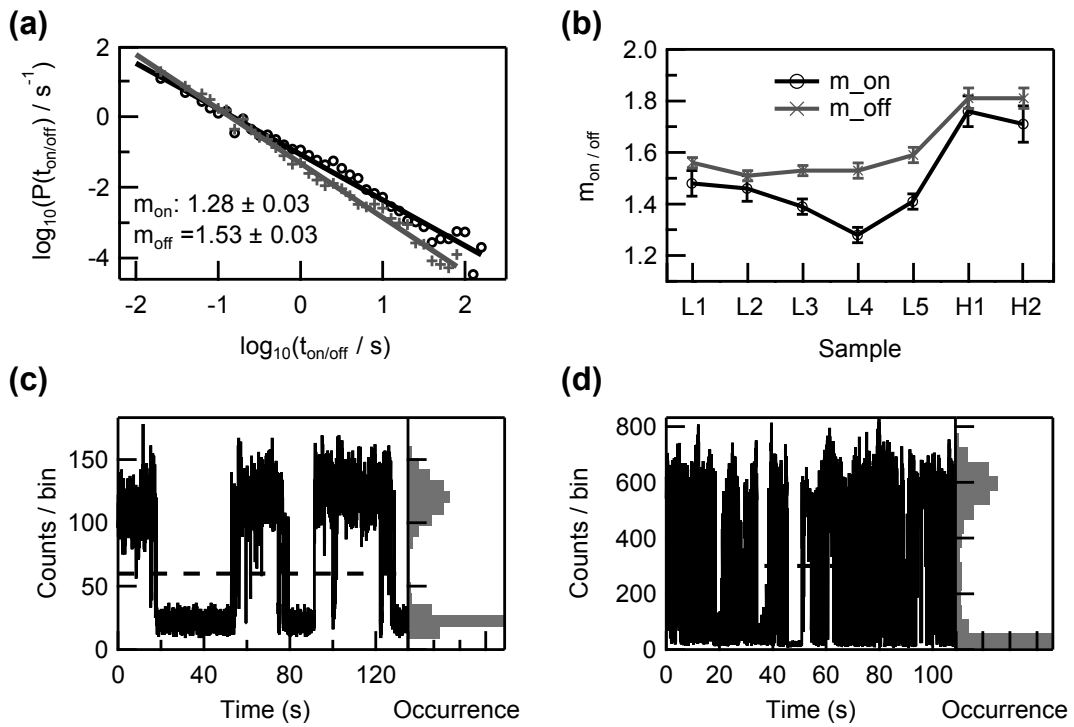 (a)
log10(P(ton/off) / s-1)
2
0
-2
-4
mon: 1.28 ± 0.03
moff =1.53 ± 0.03
-2
-1
0
1
2
log10(ton/off / s)
(b)
mon / off
2.0
1.8
1.6
1.4
1.2
m_on
m_off
L1
L2
L3
L4
L5
H1
H2
Sample
(c)
Counts / bin
150
100
50
0
0
40
80
120
Time (s)
Occurrence
(d)
Counts / bin
800
600
400
200
0
0
20
40
60
80
100
Time (s)
Occurrence